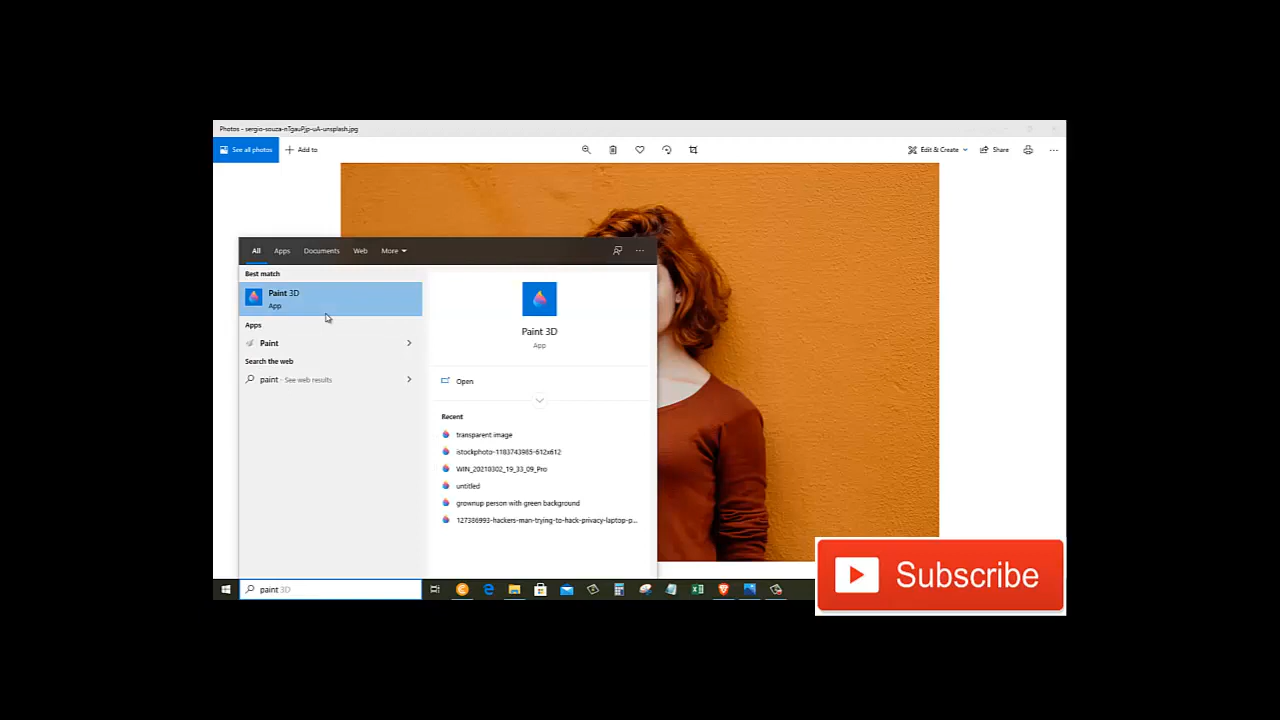 Photos - sergio-souza-nTgauPjp-uA-unsplash.jpg
See all photos
Add to
Edit & Create
Share
All
Apps
Documents
Web
More
Best match
Paint 3D
App
Apps
Paint
Search the web
paint - See web results
Paint 3D
App
Open
Recent
transparent image
istockphoto-1183743985-612x612
WIN_20210302_19_33_09_Pro
untitled
grownup person with green background
127386993-hackers-man-trying-to-hack-privacy-laptop-p...
paint 3D
Subscribe